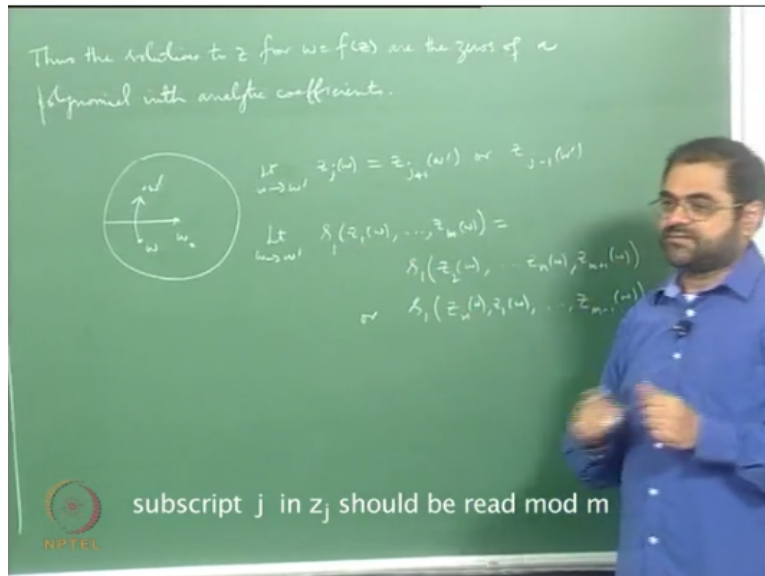 Thus the solutions to z for w = f(z) are the zeros of a
polynomial with analytic coefficients.
w'
w
w₀
Lt z_j(w) = z_{j+1}(w') or z_{j-1}(w')
w→w'
Lt s₁(z₁(w), ..., z_m(w)) =
w→w'
s₁(z₂(w), ... z_m(w), z_{m+1}(w))
or s₁(z_m(w), z₁(w), ..., z_{m-1}(w))
subscript j in z_j should be read mod m
NPTEL